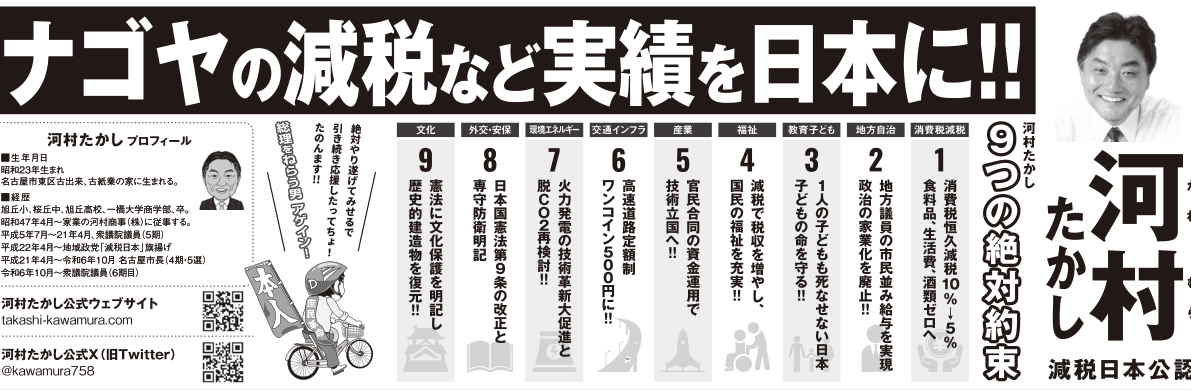 ナゴヤの減税など実績を日本に!!
河村たかし
減税日本公認
河村たかし
9つの絶対約束
消費税減税
1
消費税恒久減税10%→5%
食料品、生活費、酒類ゼロへ
地方自治
2
地方議員の市民並み給与を実現
政治の家業化を廃止!!
教育子ども
3
1人の子どもも死なせない日本
子どもの命を守る!!
福祉
4
減税で税収を増やし、
国民の福祉を充実!!
産業
5
官民合同の資金運用で
技術立国へ!!
交通インフラ
6
高速道路定額制
ワンコイン500円に!!
環境エネルギー
7
火力発電の技術革新大促進と
脱CO2再検討!!
外交・安保
8
日本国憲法第9条の改正と
専守防衛明記
文化
9
憲法に文化保護を明記し
歴史的建造物を復元!!
絶対やり遂げてみせるで
引き続き応援したってちょ!
たのんます!!
総理をねらう男 アゲイン!
本人
庶民
D
河村たかし プロフィール
■生年月日
昭和23年生まれ
名古屋市東区古出来、古紙業の家に生まれる。
■経歴
旭丘小、桜丘中、旭丘高校、一橋大学商学部、卒。
昭和47年4月〜家業の河村商事(株)に従事する。
平成5年7月〜21年4月、衆議院議員(5期)
平成22年4月〜地域政党「減税日本」旗揚げ
平成21年4月〜令和6年10月 名古屋市長(4期・5選)
令和6年10月〜衆議院議員(6期目)
河村たかし公式ウェブサイト
takashi-kawamura.com
河村たかし公式X(旧Twitter)
@kawamura758